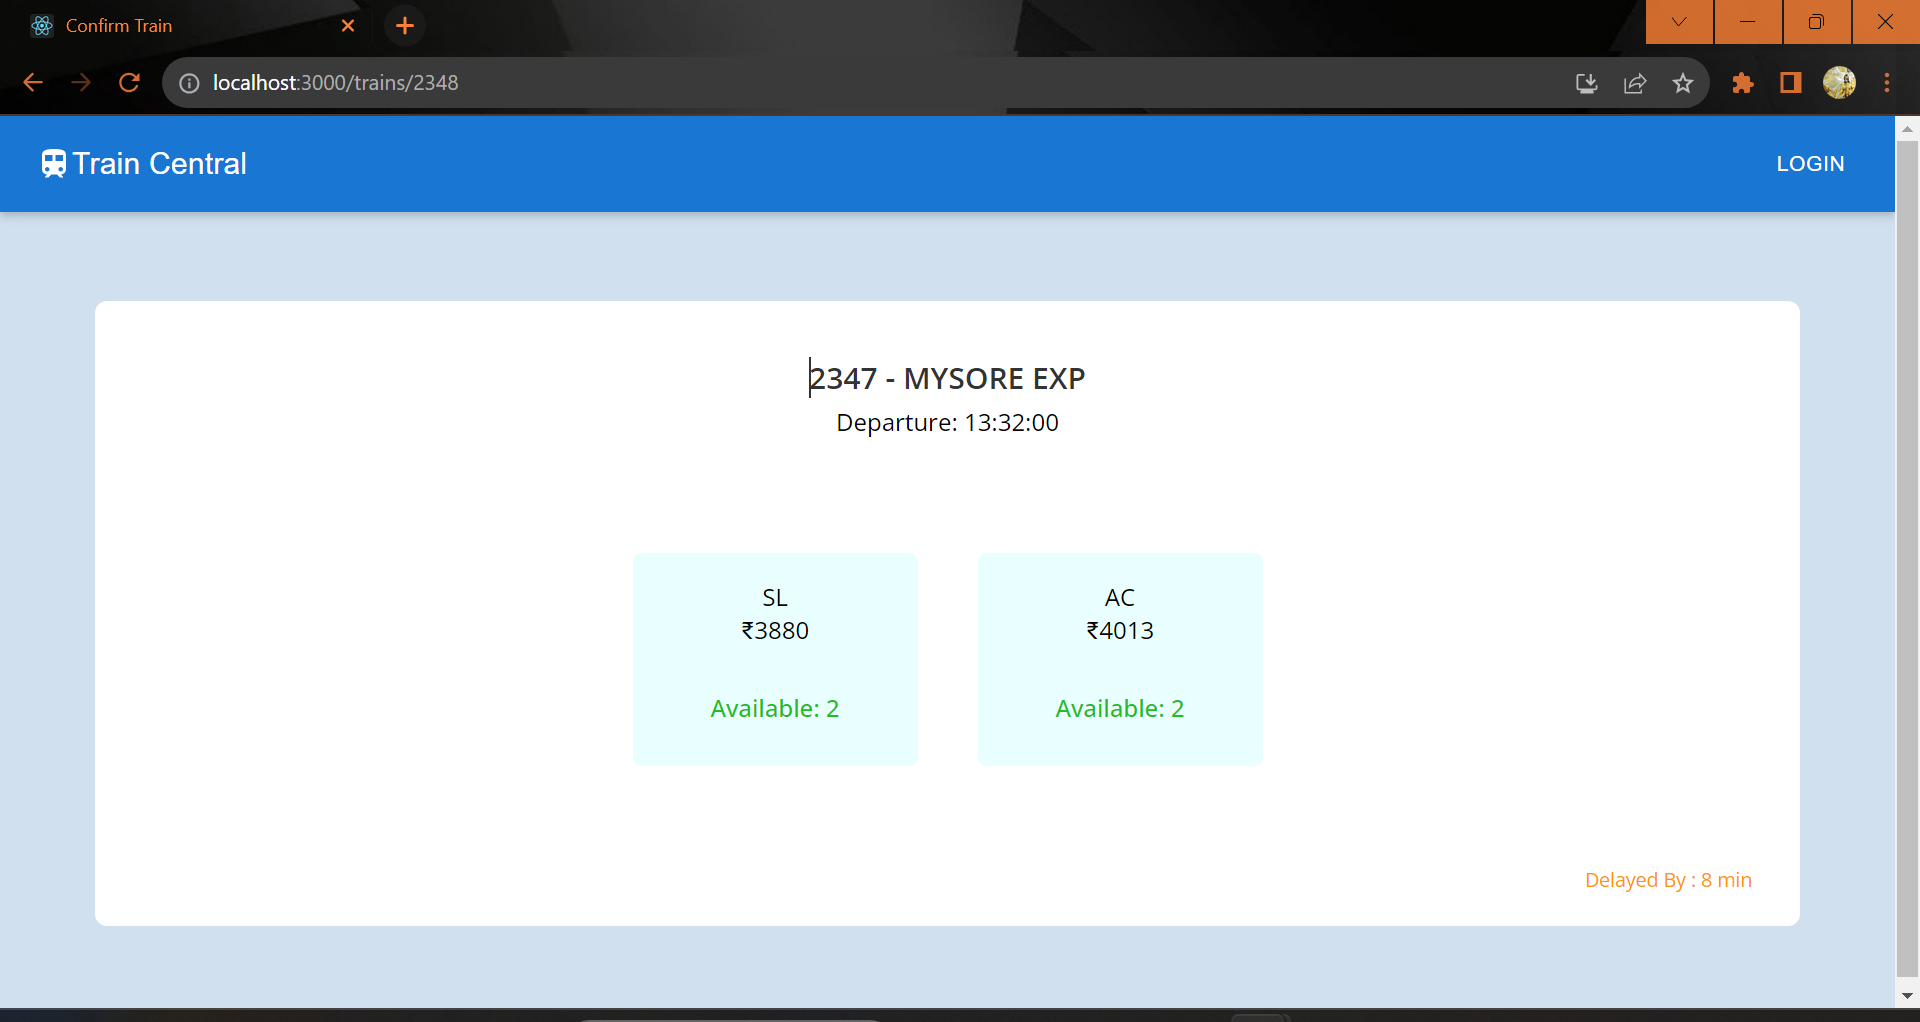 Confirm Train
localhost:3000/trains/2348
Train Central
LOGIN
2347 - MYSORE EXP
Departure: 13:32:00
SL
₹3880
Available: 2
AC
₹4013
Available: 2
Delayed By : 8 min